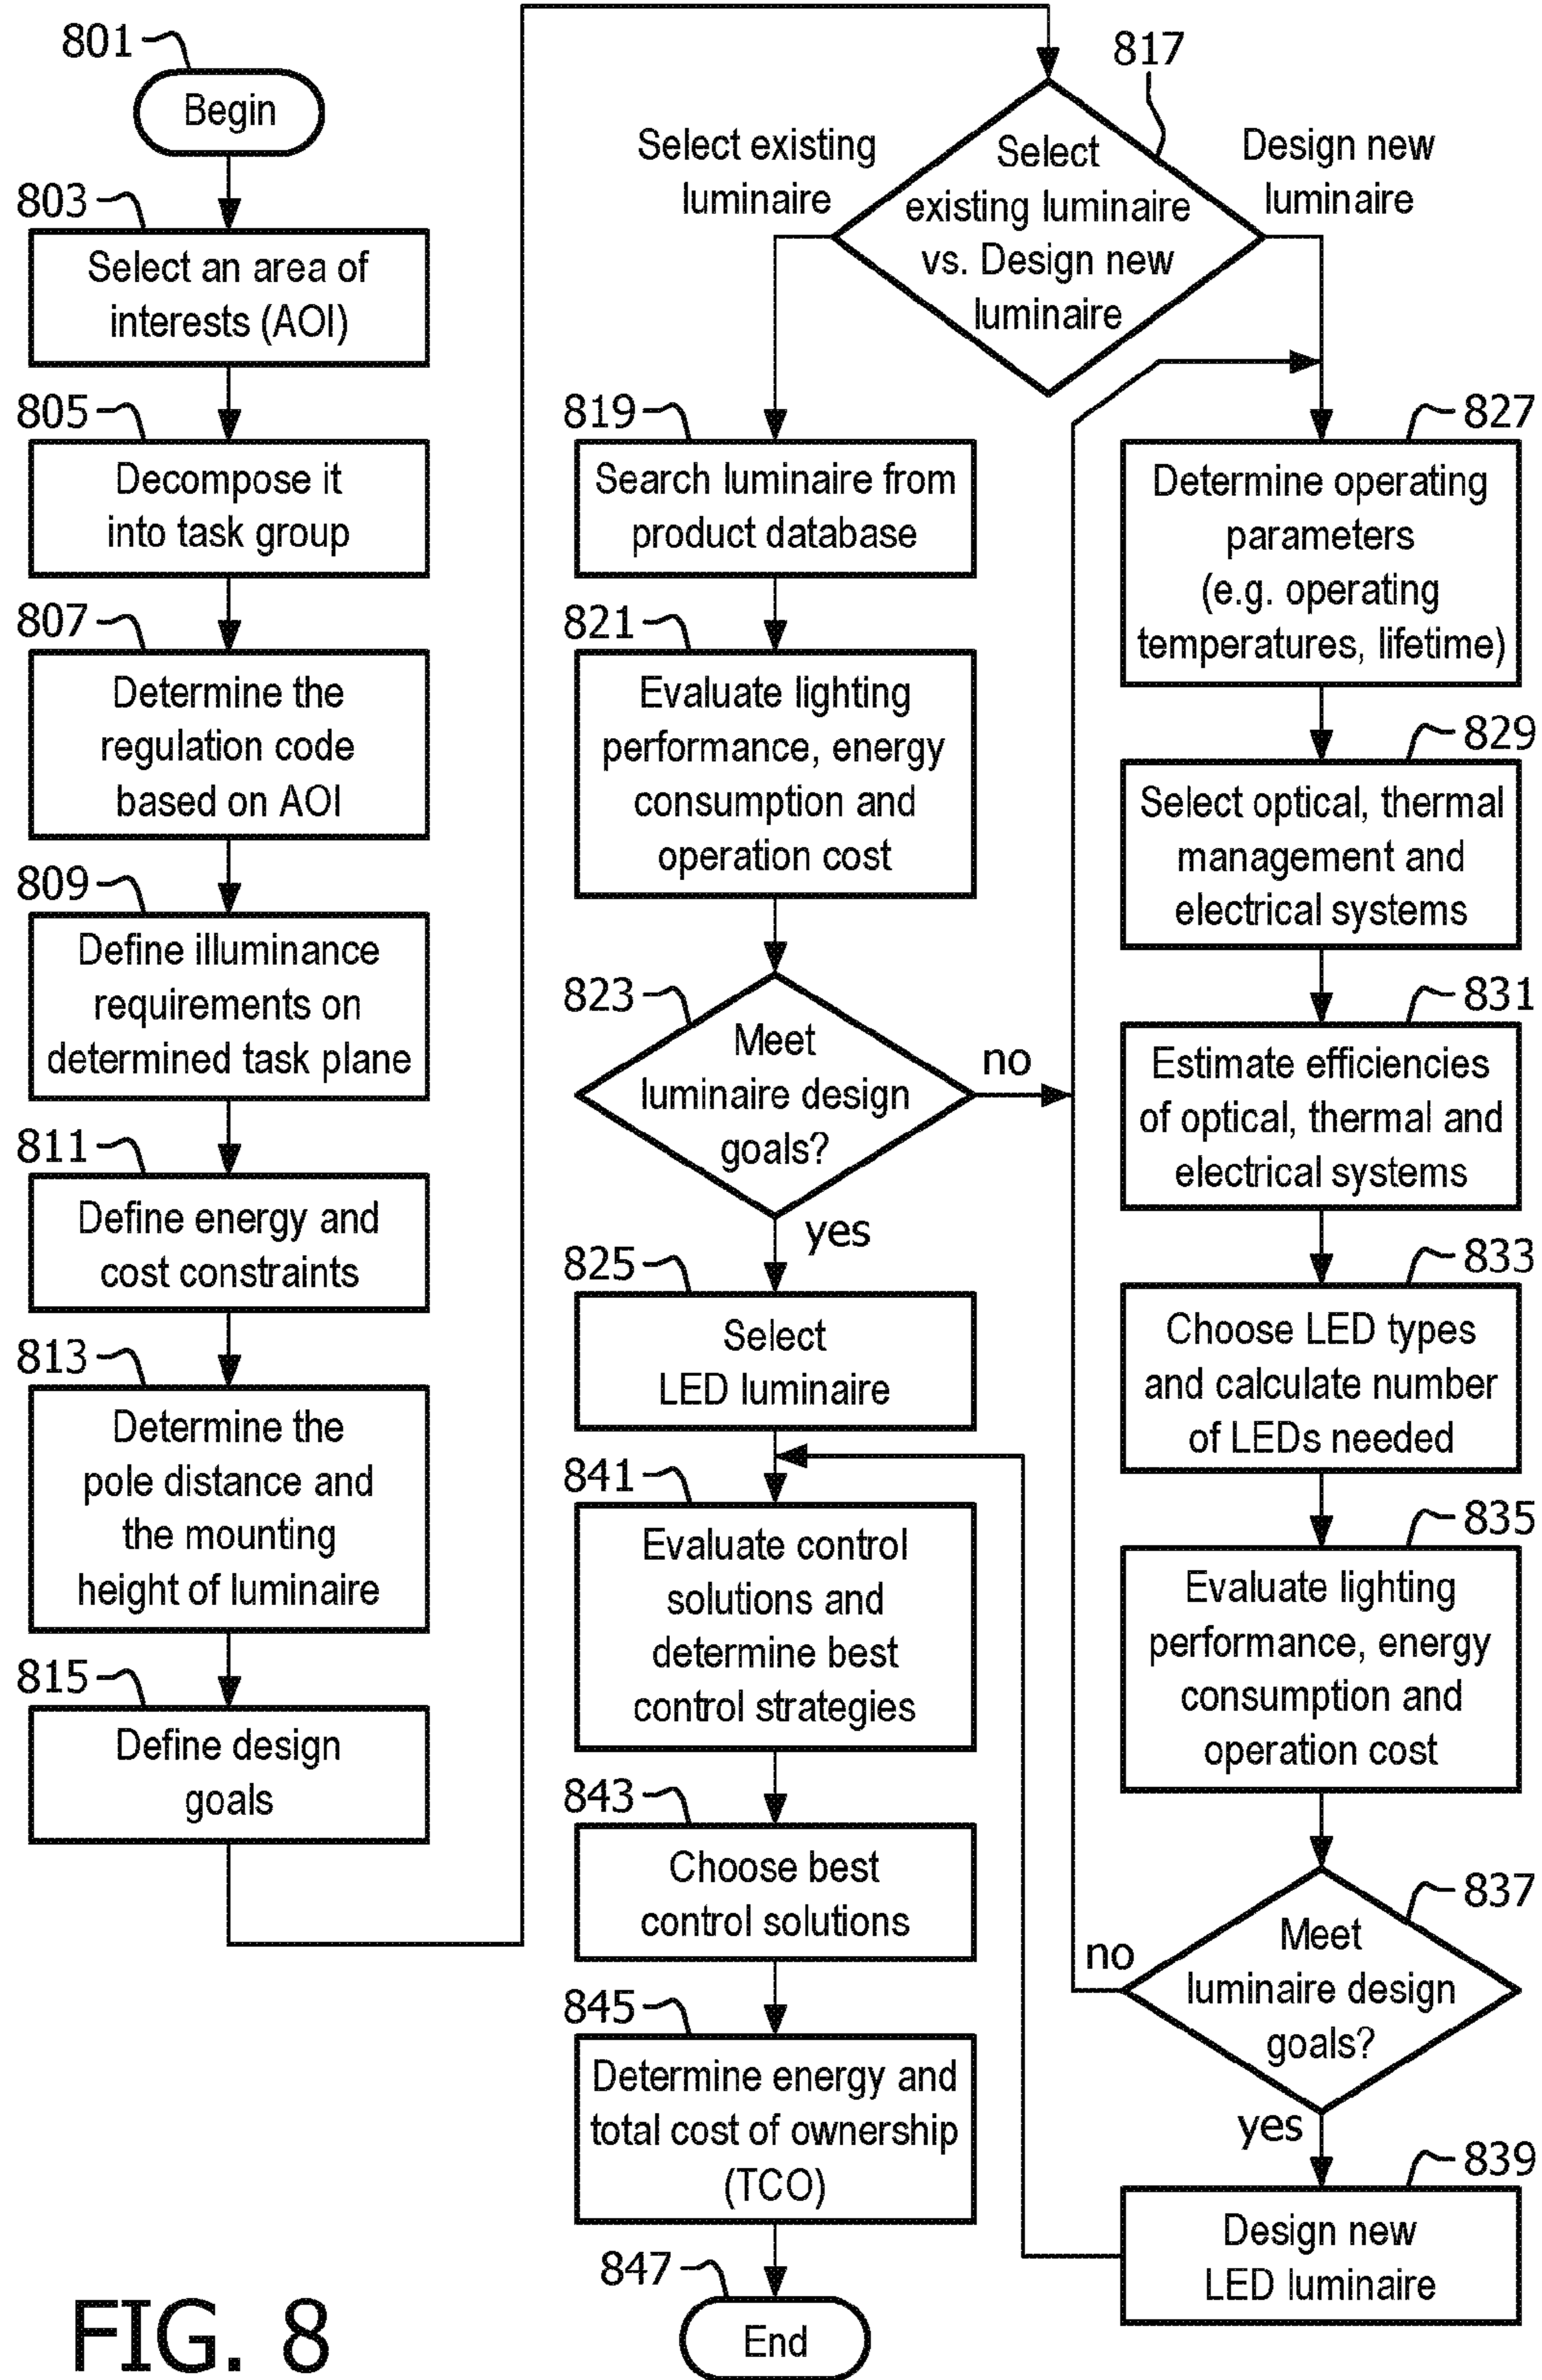 801
Begin
803
Select an area of
interests (AOI)
805
Decompose it
into task group
807
Determine the
regulation code
based on AOI
809
Define illuminance
requirements on
determined task plane
811
Define energy and
cost constraints
813
Determine the
pole distance and
the mounting
height of luminaire
815
Define design
goals
817
Select existing
luminaire
Select
existing luminaire
vs. Design new
luminaire
Design new
luminaire
819
Search luminaire from
product database
821
Evaluate lighting
performance, energy
consumption and
operation cost
823
Meet
luminaire design
goals?
no
yes
825
Select
LED luminaire
841
Evaluate control
solutions and
determine best
control strategies
843
Choose best
control solutions
845
Determine energy and
total cost of ownership
(TCO)
847
End
827
Determine operating
parameters
(e.g. operating
temperatures, lifetime)
829
Select optical, thermal
management and
electrical systems
831
Estimate efficiencies
of optical, thermal and
electrical systems
833
Choose LED types
and calculate number
of LEDs needed
835
Evaluate lighting
performance, energy
consumption and
operation cost
837
Meet
luminaire design
goals?
no
yes
839
Design new
LED luminaire
FIG. 8